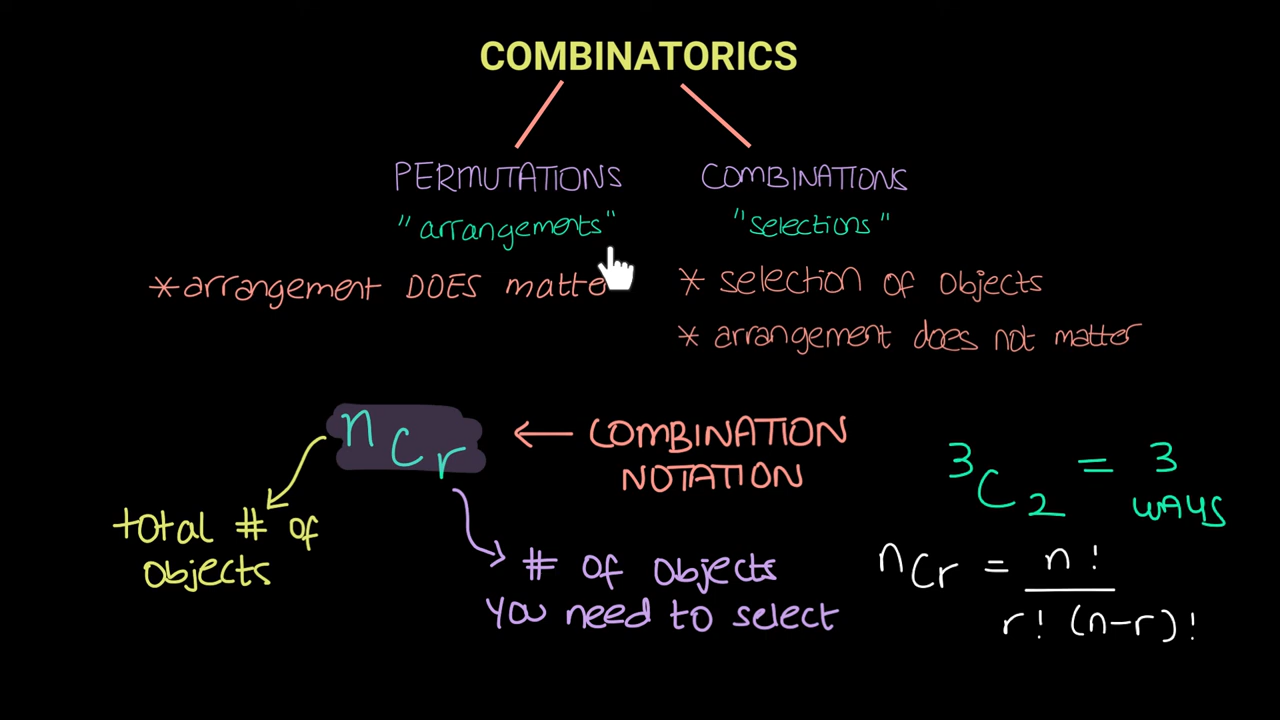 COMBINATORICS
PERMUTATIONS
COMBINATIONS
"arrangements"
"selections"
*arrangement DOES matte
* selection of objects
* arrangement does not matter
nCr
← COMBINATION
NOTATION
total # of
objects
# of objects
you need to select
³C₂ = 3
WAYS
nCr = n!
r! (n-r)!